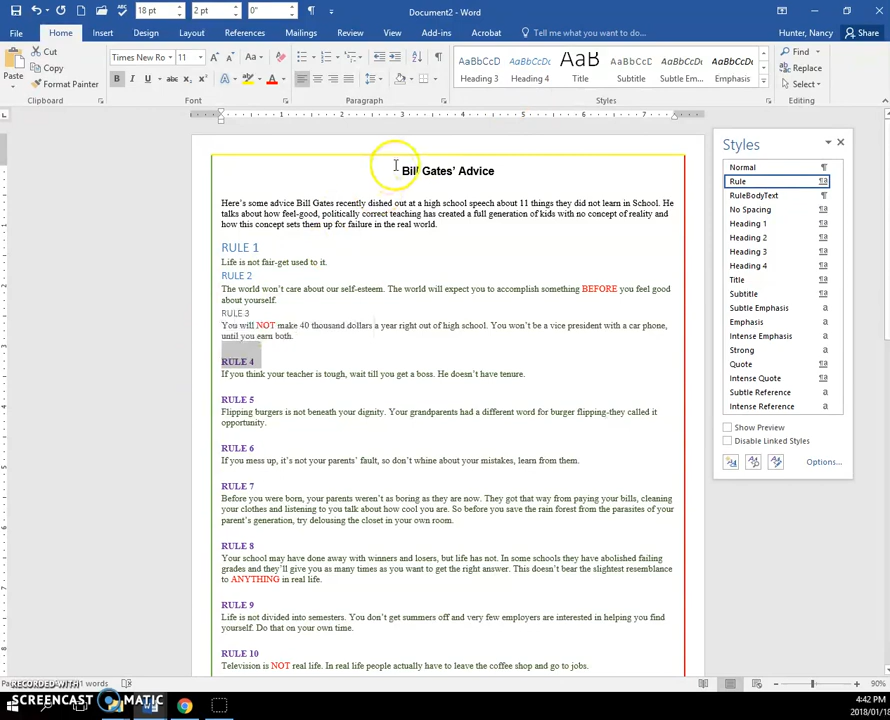 18 pt 2 pt 0"
Document2 - Word
Hunter, Nancy
Share
File Home Insert Design Layout References Mailings Review View Add-ins Acrobat Tell me what you want to do...
Paste
Cut
Copy
Format Painter
Clipboard
Times New Ro 11
Font
Paragraph
AaBbCcD Heading 3
AaBbCcD Heading 4
AaB Title
AaBbCcD Subtitle
AaBbCcD Subtle Em...
AaBbCcD Emphasis
Styles
Find
Replace
Select
Editing
Bill Gates' Advice
Here's some advice Bill Gates recently dished out at a high school speech about 11 things they did not learn in School. He
talks about how feel-good, politically correct teaching has created a full generation of kids with no concept of reality and
how this concept sets them up for failure in the real world.
RULE 1
Life is not fair-get used to it.
RULE 2
The world won't care about our self-esteem. The world will expect you to accomplish something BEFORE you feel good
about yourself.
RULE 3
You will NOT make 40 thousand dollars a year right out of high school. You won't be a vice president with a car phone,
until you earn both.
RULE 4
If you think your teacher is tough, wait till you get a boss. He doesn't have tenure.
RULE 5
Flipping burgers is not beneath your dignity. Your grandparents had a different word for burger flipping-they called it
opportunity.
RULE 6
If you mess up, it's not your parents' fault, so don't whine about your mistakes, learn from them.
RULE 7
Before you were born, your parents weren't as boring as they are now. They got that way from paying your bills, cleaning
your clothes and listening to you talk about how cool you are. So before you save the rain forest from the parasites of your
parent's generation, try delousing the closet in your own room.
RULE 8
Your school may have done away with winners and losers, but life has not. In some schools they have abolished failing
grades and they'll give you as many times as you want to get the right answer. This doesn't bear the slightest resemblance
to ANYTHING in real life.
RULE 9
Life is not divided into semesters. You don't get summers off and very few employers are interested in helping you find
yourself. Do that on your own time.
RULE 10
Television is NOT real life. In real life people actually have to leave the coffee shop and go to jobs.
Styles
Normal
Rule
RuleBodyText
No Spacing
Heading 1
Heading 2
Heading 3
Heading 4
Title
Subtitle
Subtle Emphasis
Emphasis
Intense Emphasis
Strong
Quote
Intense Quote
Subtle Reference
Intense Reference
Show Preview
Disable Linked Styles
Options...
RECORDED WITH
SCREENCAST MATIC
words
90%
4:42 PM
2018/01/18